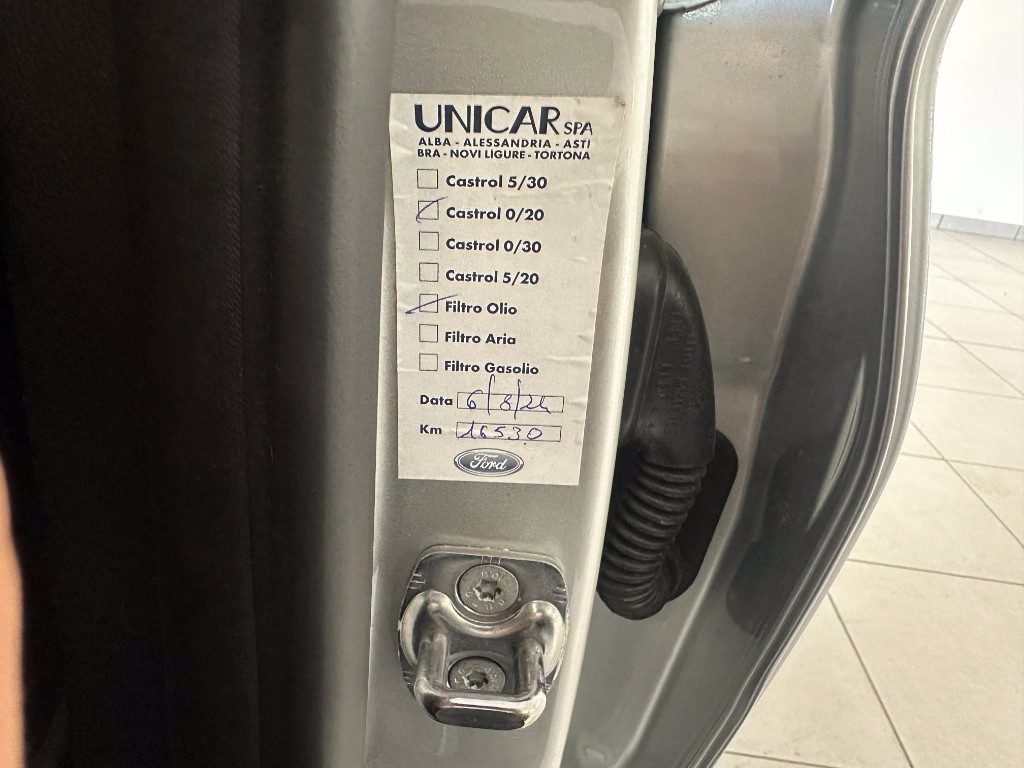 UNICAR SPA
ALBA - ALESSANDRIA - ASTI
BRA - NOVI LIGURE - TORTONA
Castrol 5/30
Castrol 0/20
Castrol 0/30
Castrol 5/20
Filtro Olio
Filtro Aria
Filtro Gasolio
Data 6/8/24
Km 16530
Ford